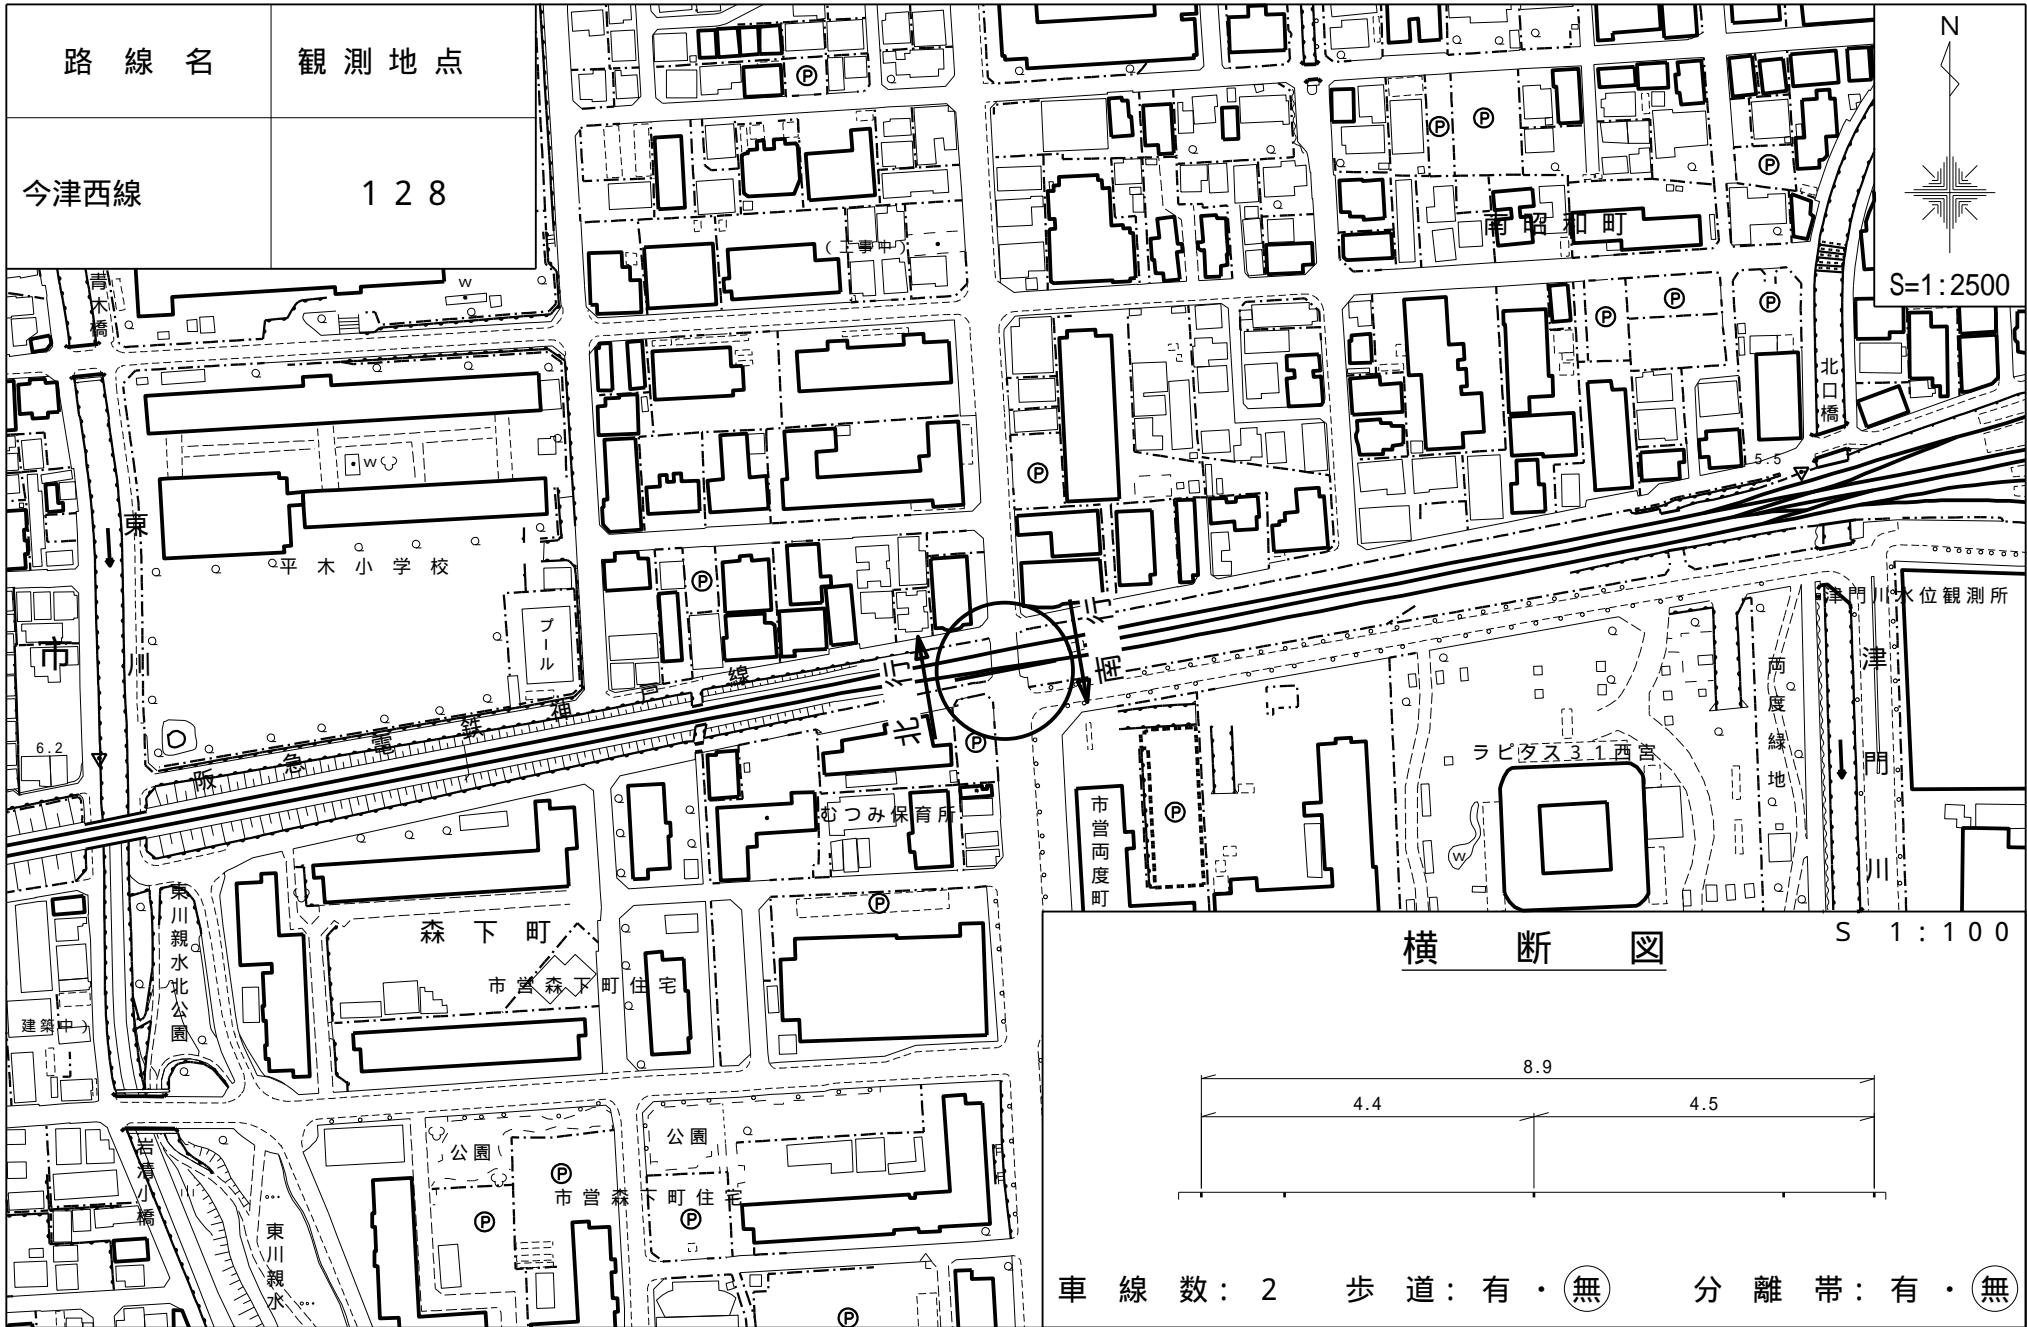 路線名
観測地点
今津西線
128
N
S=1:2500
南昭和町
(工事中)
青木橋
北口橋
5.5
W
W
東川
平木小学校
プール
市
6.2
阪急電鉄神戸線
北行
南行
津門川水位観測所
津門川
両度緑地
ラピタス31西宮
W
むつみ保育所
市営両度町
P
東川親水北公園
森下町
市営森下町住宅
建築中)
岩清小橋
公園
公園
市営森下町住宅
東川親水
横断図
S 1:100
8.9
4.4
4.5
車線数: 2 歩道: 有・無 分離帯: 有・無